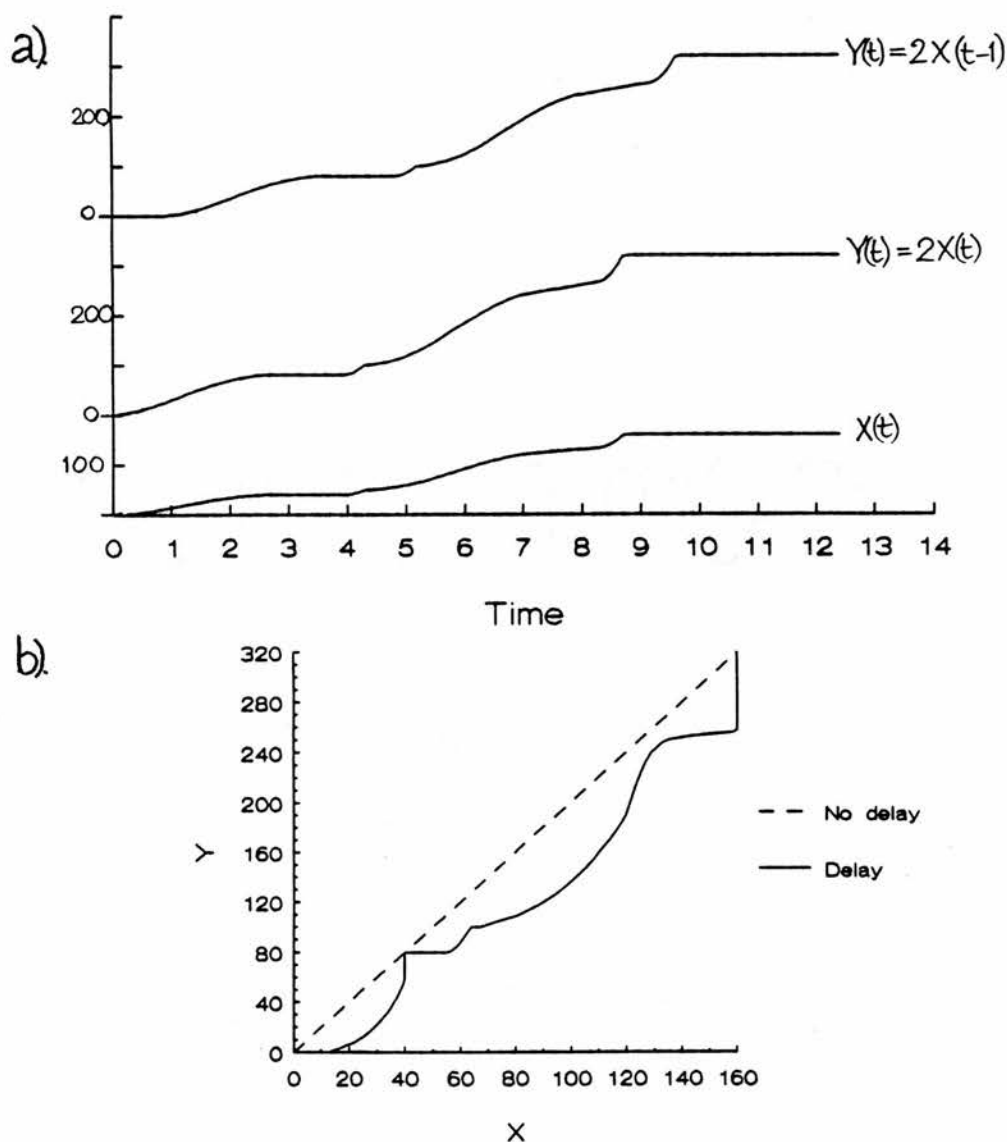 a).
Y(t) = 2X(t-1)
200
0
Y(t) = 2X(t)
200
0
X(t)
100
0 1 2 3 4 5 6 7 8 9 10 11 12 13 14
Time
b).
320
280
240
200
160
120
80
40
0
Y
No delay
Delay
0 20 40 60 80 100 120 140 160
X